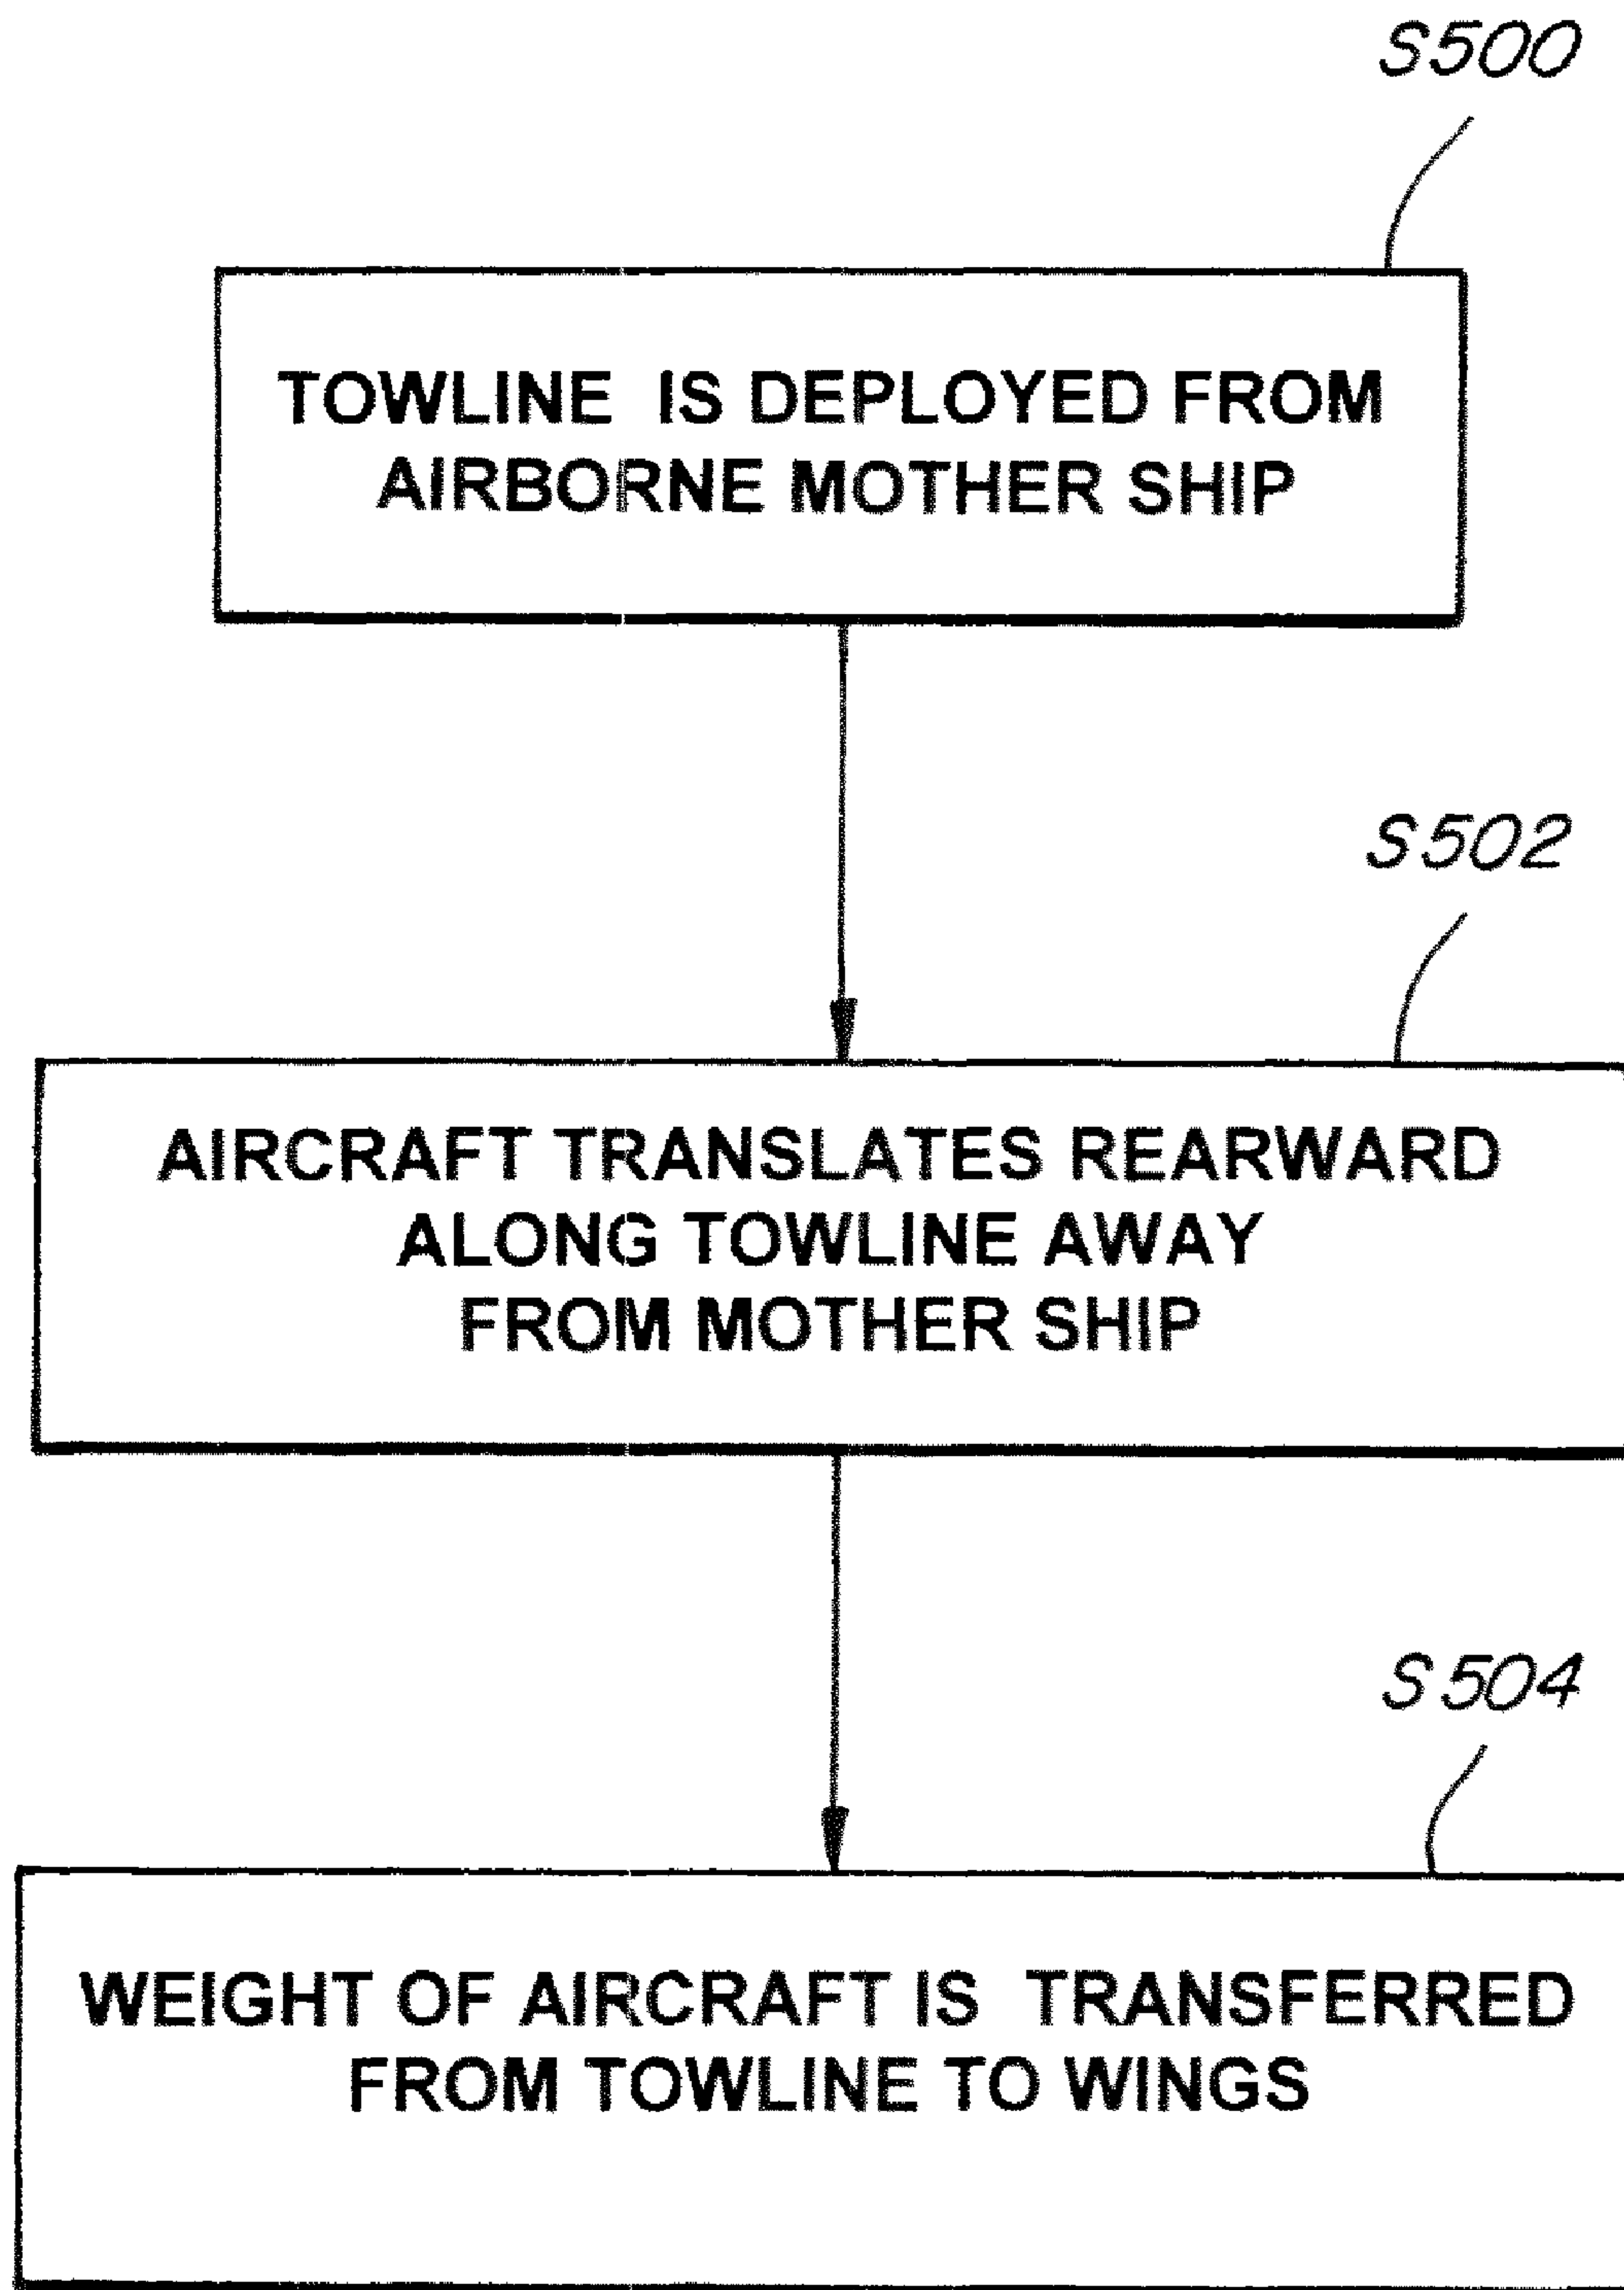 S500
TOWLINE IS DEPLOYED FROM
AIRBORNE MOTHER SHIP
S502
AIRCRAFT TRANSLATES REARWARD
ALONG TOWLINE AWAY
FROM MOTHER SHIP
S504
WEIGHT OF AIRCRAFT IS TRANSFERRED
FROM TOWLINE TO WINGS